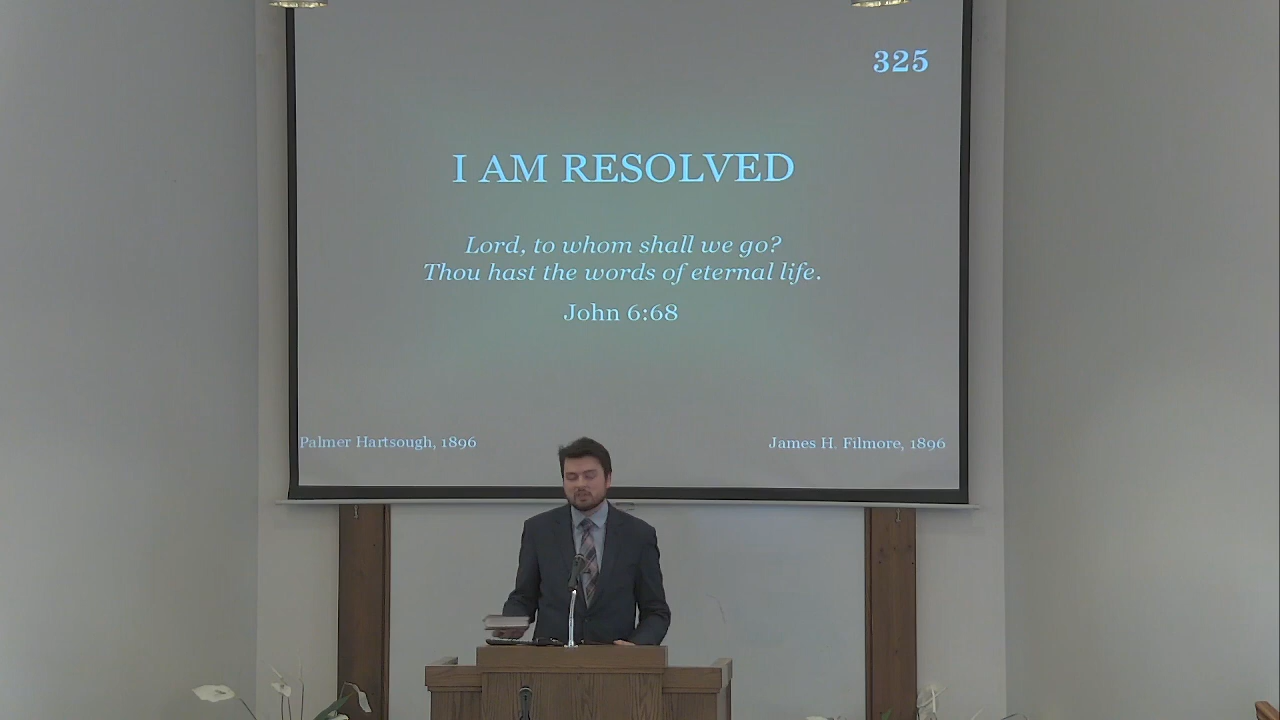 325
I AM RESOLVED
Lord, to whom shall we go?
Thou hast the words of eternal life.
John 6:68
Palmer Hartsough, 1896
James H. Filmore, 1896